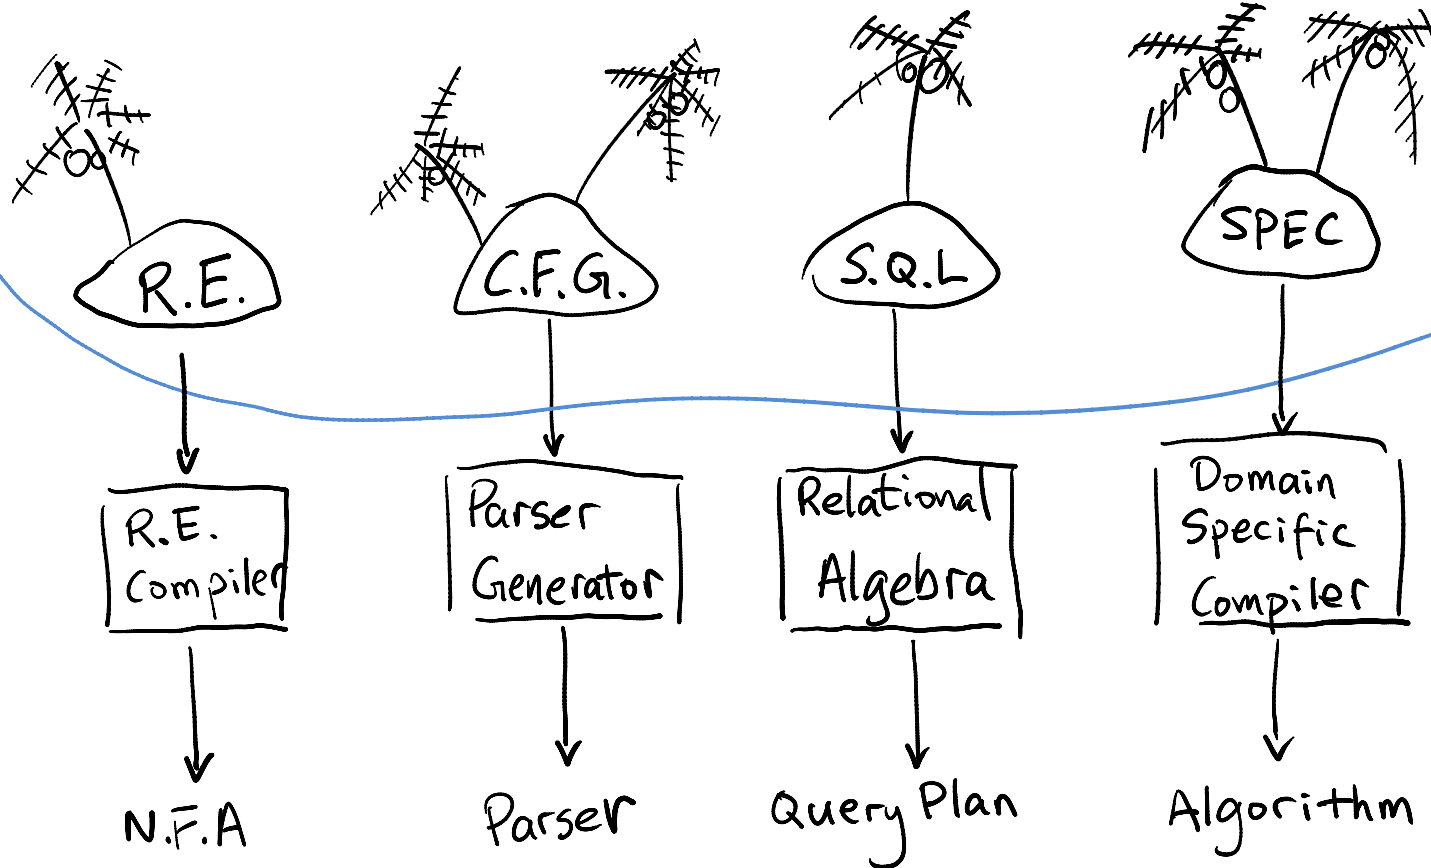 R.E.
C.F.G.
S.Q.L
SPEC
R.E.
Compiler
Parser
Generator
Relational
Algebra
Domain
Specific
Compiler
N.F.A
Parser
Query Plan
Algorithm